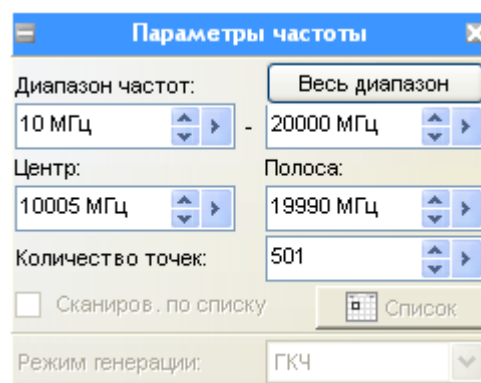 Параметры частоты
Диапазон частот: Весь диапазон
10 МГц - 20000 МГц
Центр: Полоса:
10005 МГц 19990 МГц
Количество точек: 501
Сканиров. по списку Список
Режим генерации: ГКЧ